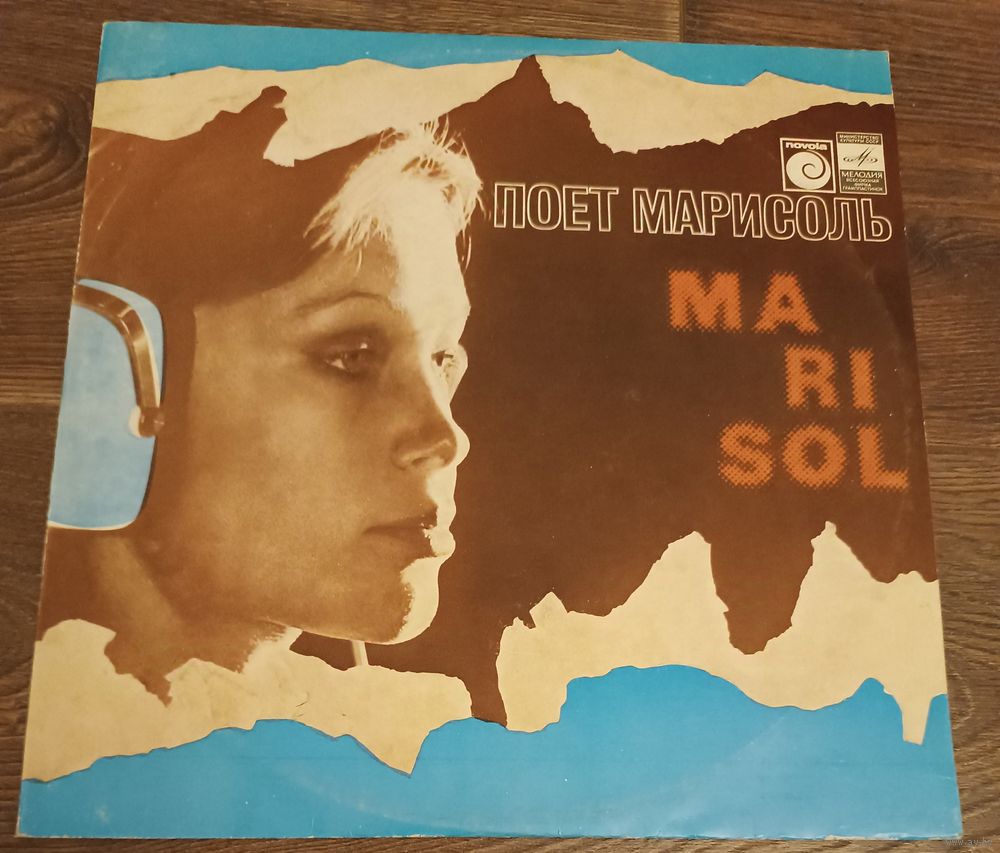 novola
МИНИСТЕРСТВО
КУЛЬТУРЫ СССР
МЕЛОДИЯ
ВСЕСОЮЗНАЯ
ФИРМА
ГРАМПЛАСТИНОК
ПОЕТ МАРИСОЛЬ
MA
RI
SOL